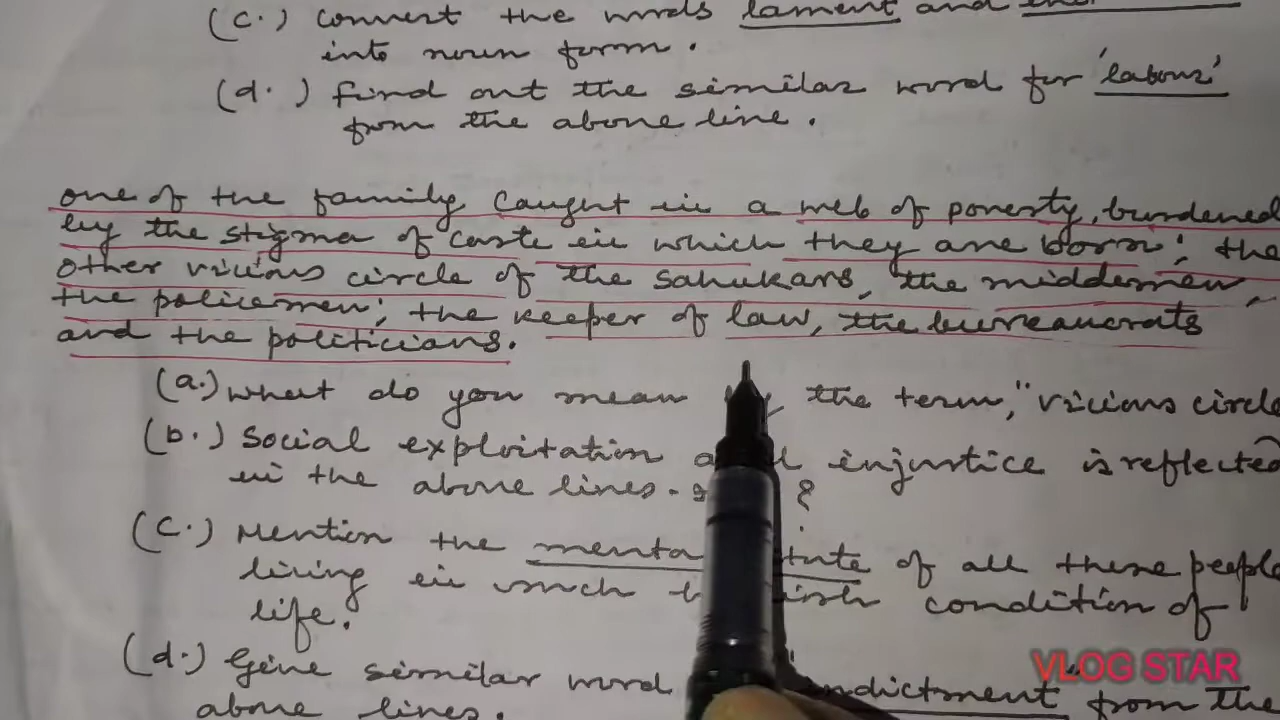 (c.) convert the words lament and
into noun form.
(d.) Find out the similar word for 'labour'
from the above line.
one of the family caught in a web of poverty, burdened
by the stigma of caste in which they are born; the
other vicious circle of the sahukars, the middlemen,
the policemen; the keeper of law, the bureaucrats
and the politicians.
(a.) what do you mean the term, "vicious circle
(b.) Social exploitation injustice is reflected
in the above lines. ?
(c.) Mention the of all these people
living in such condition of
life.
(d.) Give similar word indictment from the
above lines.
VLOG STAR